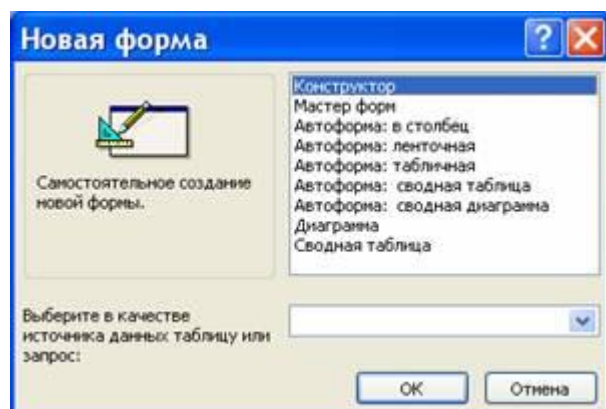 Новая форма
Самостоятельное создание
новой формы.
Конструктор
Мастер форм
Автоформа: в столбец
Автоформа: ленточная
Автоформа: табличная
Автоформа: сводная таблица
Автоформа: сводная диаграмма
Диаграмма
Сводная таблица
Выберите в качестве
источника данных таблицу или
запрос:
ОК
Отмена